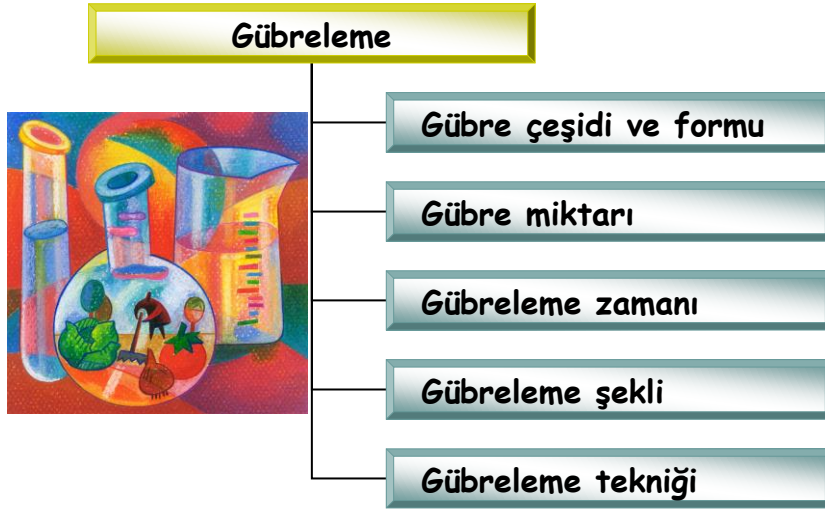 Gübreleme
Gübre çeşidi ve formu
Gübre miktarı
Gübreleme zamanı
Gübreleme şekli
Gübreleme tekniği